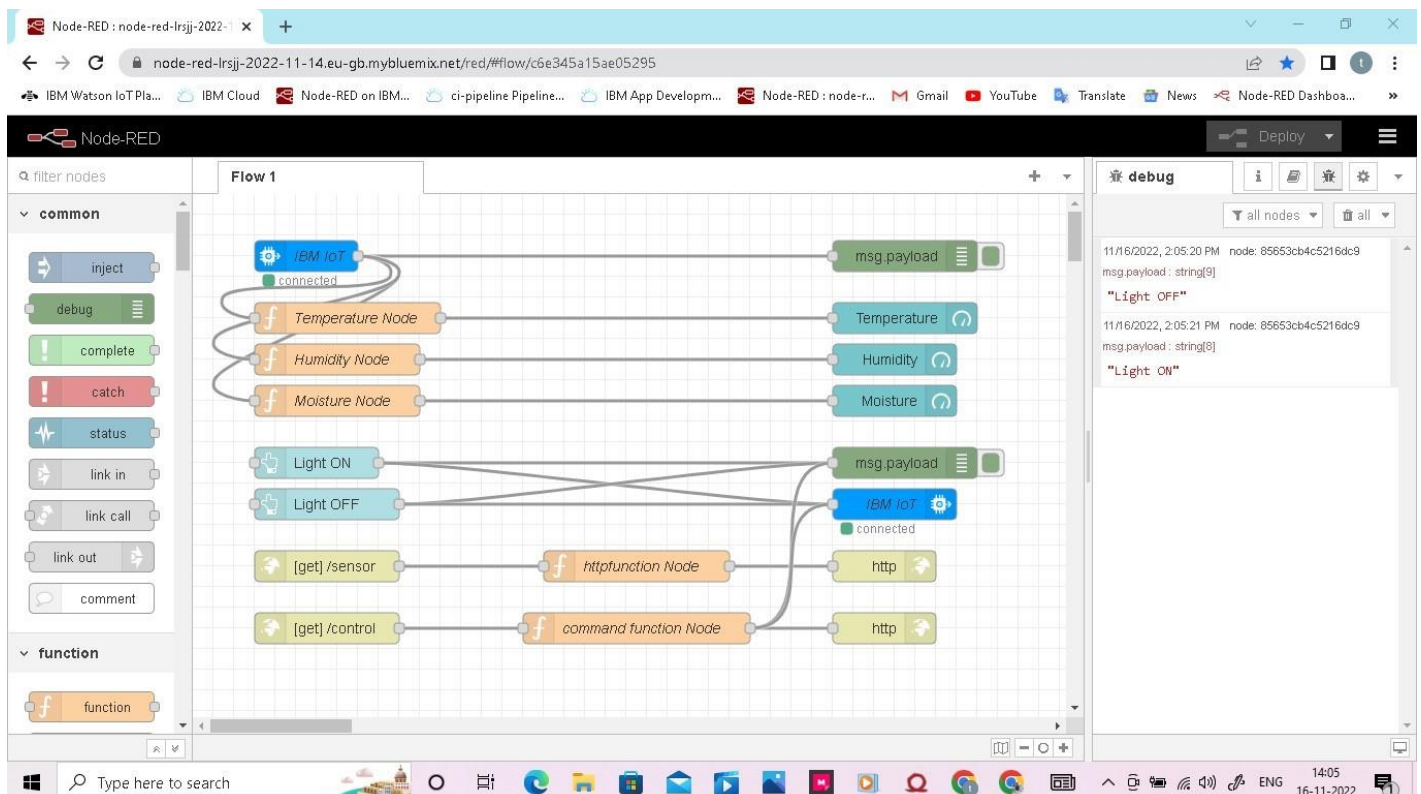 Node-RED : node-red-lrsjj-2022-1
node-red-lrsjj-2022-11-14.eu-gb.mybluemix.net/red/#flow/c6e345a15ae05295
t
IBM Watson IoT Pla... IBM Cloud Node-RED on IBM... ci-pipeline Pipeline... IBM App Developm... Node-RED : node-r... Gmail YouTube Translate News Node-RED Dashboa... »
Node-RED Deploy
filter nodes
common
inject
debug
complete
catch
status
link in
link call
link out
comment
function
function
Flow 1
IBM IoT msg.payload
connected
Temperature Node Temperature
Humidity Node Humidity
Moisture Node Moisture
Light ON msg.payload
Light OFF IBM IoT
connected
[get] /sensor httpfunction Node http
[get] /control command function Node http
debug i
all nodes all
11/16/2022, 2:05:20 PM node: 85653cb4c5216dc9
msg.payload : string[9]
"Light OFF"
11/16/2022, 2:05:21 PM node: 85653cb4c5216dc9
msg.payload : string[8]
"Light ON"
Type here to search
ENG
14:05
16-11-2022